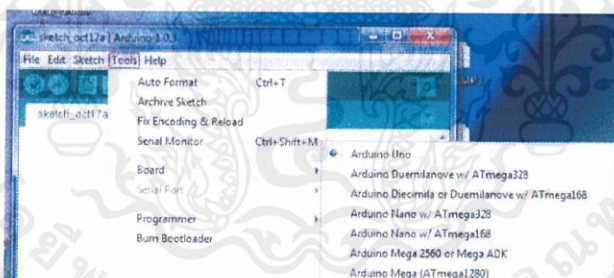 sketch_oct17a | Arduino 1.0.3
File Edit Sketch Tools Help
sketch_oct17a
Auto Format Ctrl+T
Archive Sketch
Fix Encoding & Reload
Serial Monitor Ctrl+Shift+M
Board
Serial Port
Programmer
Burn Bootloader
Arduino Uno
Arduino Duemilanove w/ ATmega328
Arduino Diecimila or Duemilanove w/ ATmega168
Arduino Nano w/ ATmega328
Arduino Nano w/ ATmega168
Arduino Mega 2560 or Mega ADK
Arduino Mega (ATmega1280)